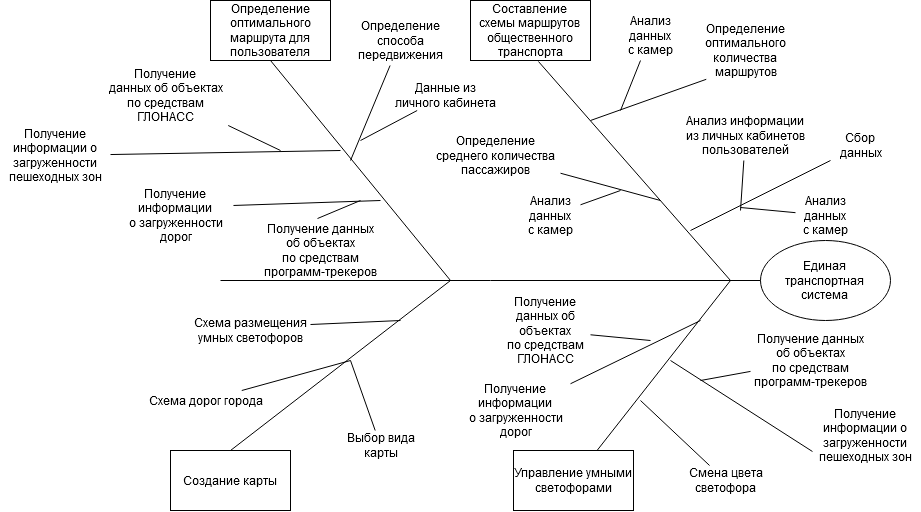 Определение
оптимального
маршрута для
пользователя
Определение
способа
передвижения
Составление
схемы маршрутов
общественного
транспорта
Анализ
данных
с камер
Определение
оптимального
количества
маршрутов
Получение
данных об объектах
по средствам
ГЛОНАСС
Данные из
личного кабинета
Получение
информации о
загруженности
пешеходных зон
Определение
среднего количества
пассажиров
Анализ информации
из личных кабинетов
пользователей
Сбор
данных
Получение
информации
о загруженности
дорог
Получение данных
об объектах
по средствам
программ-трекеров
Анализ
данных
с камер
Анализ
данных
с камер
Единая
транспортная
система
Схема размещения
умных светофоров
Получение
данных об
объектах
по средствам
ГЛОНАСС
Получение данных
об объектах
по средствам
программ-трекеров
Схема дорог города
Выбор вида
карты
Получение
информации
о загруженности
дорог
Получение
информации о
загруженности
пешеходных зон
Создание карты
Управление умными
светофорами
Смена цвета
светофора